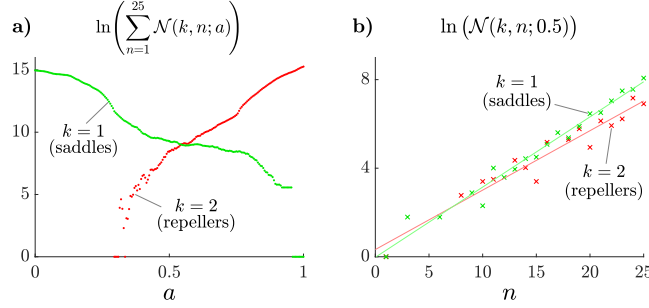 a)
ln(∑_{n=1}^{25} 𝒩(k, n; a))
15
10
5
0
k = 1
(saddles)
k = 2
(repellers)
0
0.5
1
a
b)
ln(𝒩(k, n; 0.5))
8
4
0
k = 1
(saddles)
k = 2
(repellers)
0
5
10
15
20
25
n